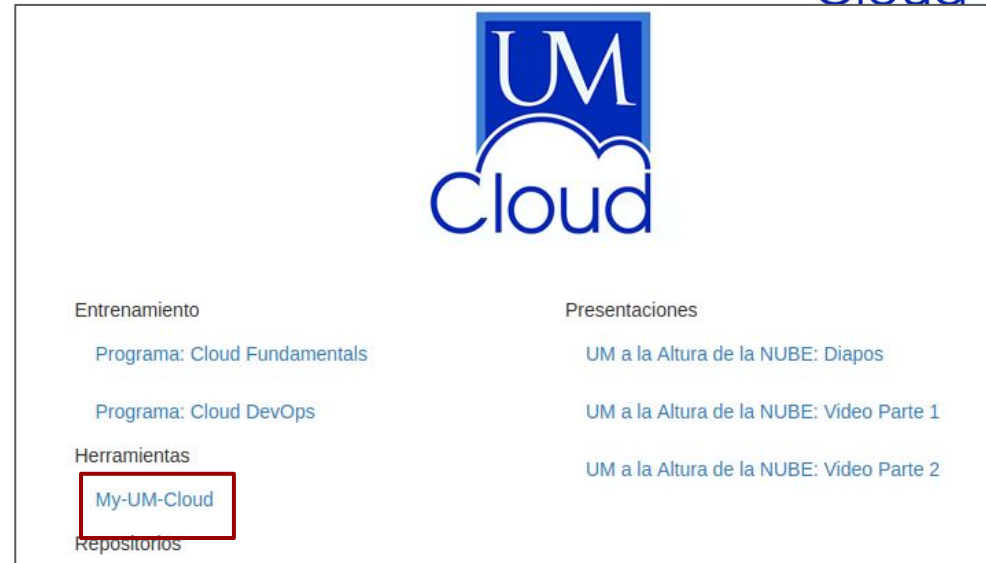 Cloud
UM
Cloud
Entrenamiento
Programa: Cloud Fundamentals
Programa: Cloud DevOps
Herramientas
My-UM-Cloud
Repositorios
Presentaciones
UM a la Altura de la NUBE: Diapos
UM a la Altura de la NUBE: Video Parte 1
UM a la Altura de la NUBE: Video Parte 2